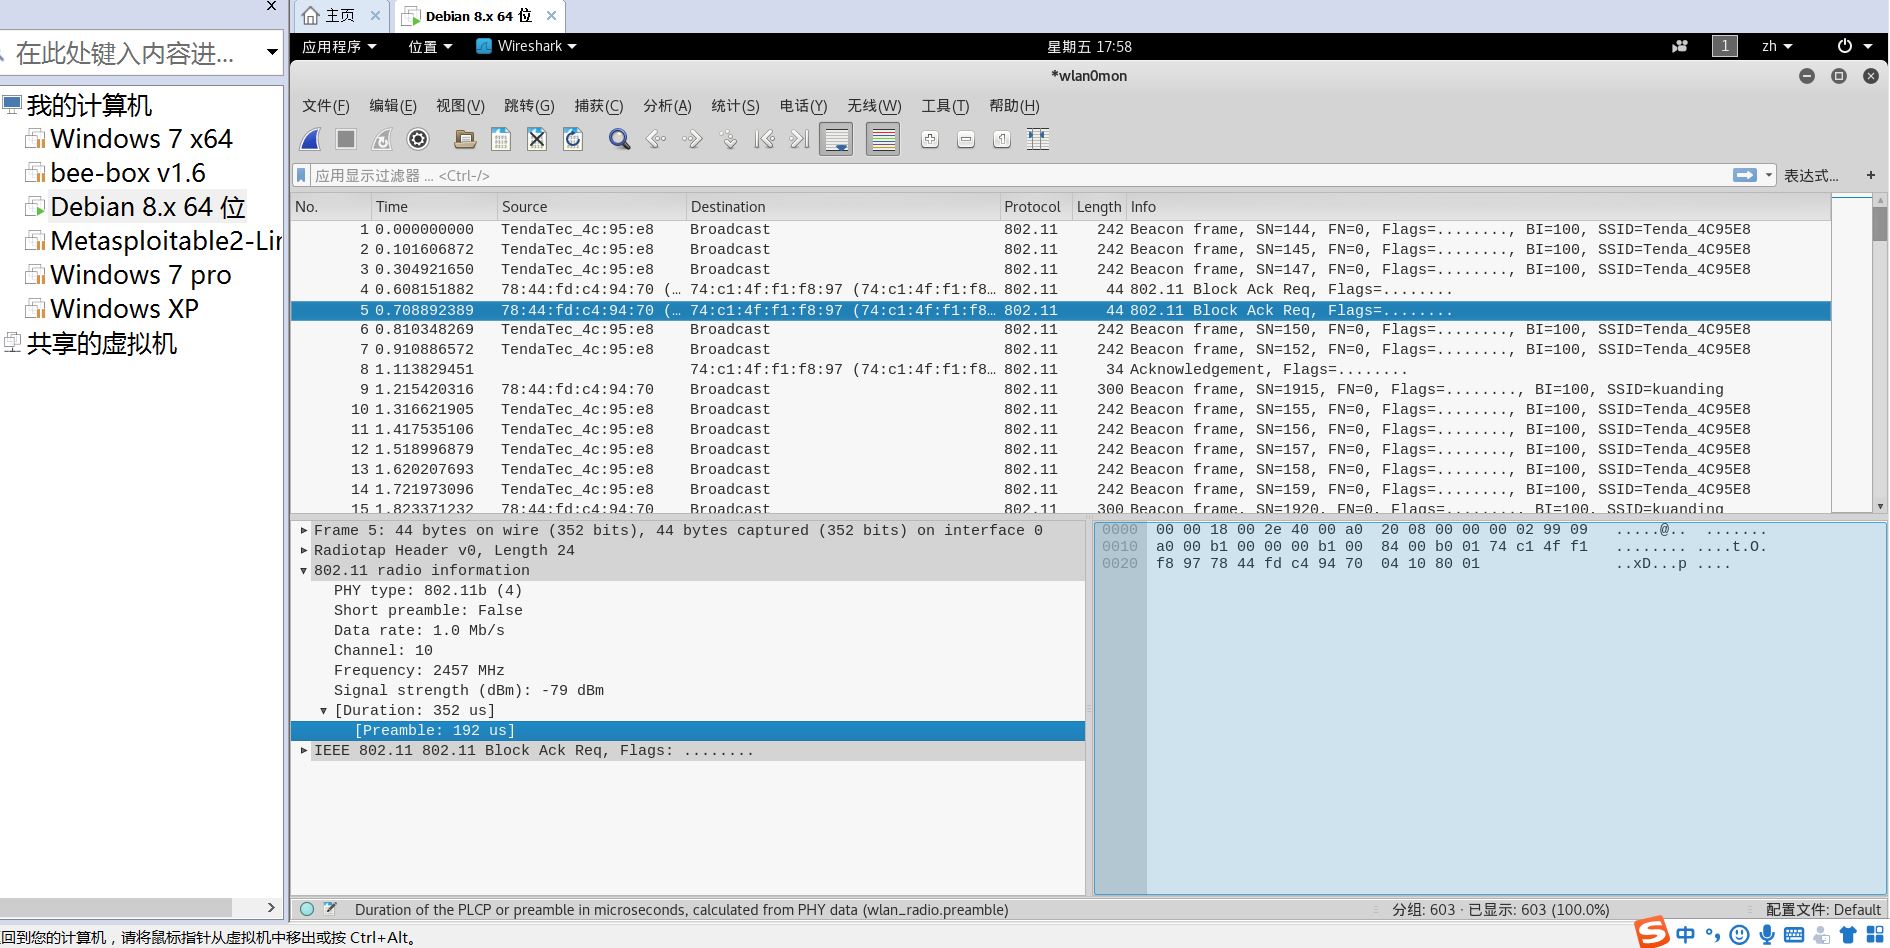 主页
Debian 8.x 64 位
在此处键入内容进...
我的计算机
Windows 7 x64
bee-box v1.6
Debian 8.x 64 位
Metasploitable2-Lin
Windows 7 pro
Windows XP
共享的虚拟机
应用程序 位置 Wireshark 星期五 17:58 1 zh
*wlan0mon
文件(F) 编辑(E) 视图(V) 跳转(G) 捕获(C) 分析(A) 统计(S) 电话(Y) 无线(W) 工具(T) 帮助(H)
应用显示过滤器 ... <Ctrl-/> 表达式... +
No. Time Source Destination Protocol Length Info
1 0.000000000 TendaTec_4c:95:e8 Broadcast 802.11 242 Beacon frame, SN=144, FN=0, Flags=........, BI=100, SSID=Tenda_4C95E8
2 0.101606872 TendaTec_4c:95:e8 Broadcast 802.11 242 Beacon frame, SN=145, FN=0, Flags=........, BI=100, SSID=Tenda_4C95E8
3 0.304921650 TendaTec_4c:95:e8 Broadcast 802.11 242 Beacon frame, SN=147, FN=0, Flags=........, BI=100, SSID=Tenda_4C95E8
4 0.608151882 78:44:fd:c4:94:70 (… 74:c1:4f:f1:f8:97 (74:c1:4f:f1:f8… 802.11 44 802.11 Block Ack Req, Flags=........
5 0.708892389 78:44:fd:c4:94:70 (… 74:c1:4f:f1:f8:97 (74:c1:4f:f1:f8… 802.11 44 802.11 Block Ack Req, Flags=........
6 0.810348269 TendaTec_4c:95:e8 Broadcast 802.11 242 Beacon frame, SN=150, FN=0, Flags=........, BI=100, SSID=Tenda_4C95E8
7 0.910886572 TendaTec_4c:95:e8 Broadcast 802.11 242 Beacon frame, SN=152, FN=0, Flags=........, BI=100, SSID=Tenda_4C95E8
8 1.113829451 74:c1:4f:f1:f8:97 (74:c1:4f:f1:f8… 802.11 34 Acknowledgement, Flags=........
9 1.215420316 78:44:fd:c4:94:70 Broadcast 802.11 300 Beacon frame, SN=1915, FN=0, Flags=........, BI=100, SSID=kuanding
10 1.316621905 TendaTec_4c:95:e8 Broadcast 802.11 242 Beacon frame, SN=155, FN=0, Flags=........, BI=100, SSID=Tenda_4C95E8
11 1.417535106 TendaTec_4c:95:e8 Broadcast 802.11 242 Beacon frame, SN=156, FN=0, Flags=........, BI=100, SSID=Tenda_4C95E8
12 1.518996879 TendaTec_4c:95:e8 Broadcast 802.11 242 Beacon frame, SN=157, FN=0, Flags=........, BI=100, SSID=Tenda_4C95E8
13 1.620207693 TendaTec_4c:95:e8 Broadcast 802.11 242 Beacon frame, SN=158, FN=0, Flags=........, BI=100, SSID=Tenda_4C95E8
14 1.721973096 TendaTec_4c:95:e8 Broadcast 802.11 242 Beacon frame, SN=159, FN=0, Flags=........, BI=100, SSID=Tenda_4C95E8
15 1.823371232 78:44:fd:c4:94:70 Broadcast 802.11 300 Beacon frame, SN=1920, FN=0, Flags=........, BI=100, SSID=kuanding
Frame 5: 44 bytes on wire (352 bits), 44 bytes captured (352 bits) on interface 0
Radiotap Header v0, Length 24
802.11 radio information
PHY type: 802.11b (4)
Short preamble: False
Data rate: 1.0 Mb/s
Channel: 10
Frequency: 2457 MHz
Signal strength (dBm): -79 dBm
[Duration: 352 us]
[Preamble: 192 us]
IEEE 802.11 802.11 Block Ack Req, Flags: ........
0000 00 00 18 00 2e 40 00 a0 20 08 00 00 00 02 99 09 .....@.. .......
0010 a0 00 b1 00 00 00 b1 00 84 00 b0 01 74 c1 4f f1 ........ ....t.O.
0020 f8 97 78 44 fd c4 94 70 04 10 80 01 ..xD...p ....
Duration of the PLCP or preamble in microseconds, calculated from PHY data (wlan_radio.preamble) 分组: 603 · 已显示: 603 (100.0%) 配置文件: Default
回到您的计算机，请将鼠标指针从虚拟机中移出或按 Ctrl+Alt。
中